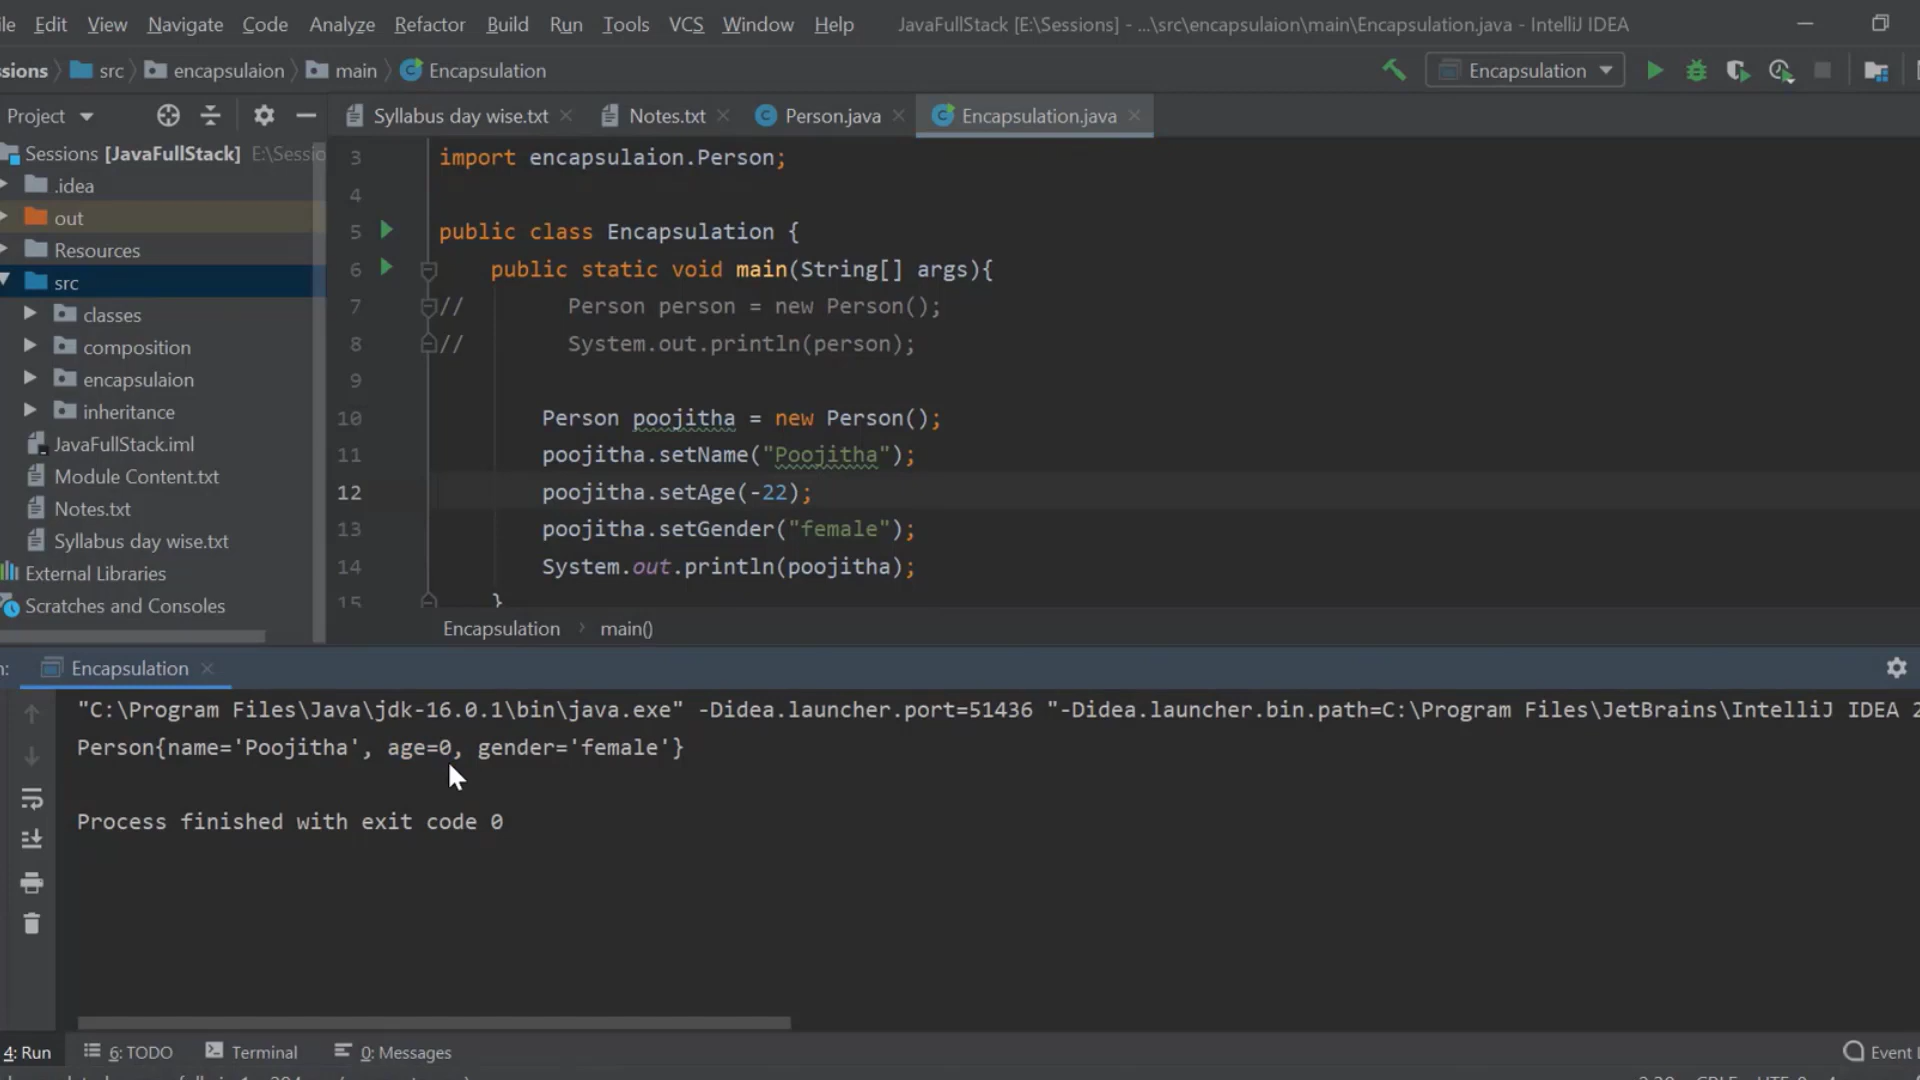 Edit View Navigate Code Analyze Refactor Build Run Tools VCS Window Help JavaFullStack [E:\Sessions] - ...\src\encapsulaion\main\Encapsulation.java - IntelliJ IDEA
src encapsulaion main Encapsulation Encapsulation
Project Syllabus day wise.txt Notes.txt Person.java Encapsulation.java
Sessions [JavaFullStack] E:\Sessio
.idea
out
Resources
src
classes
composition
encapsulaion
inheritance
JavaFullStack.iml
Module Content.txt
Notes.txt
Syllabus day wise.txt
External Libraries
Scratches and Consoles
3 import encapsulaion.Person;
4
5 public class Encapsulation {
6 public static void main(String[] args){
7 // Person person = new Person();
8 // System.out.println(person);
9
10 Person poojitha = new Person();
11 poojitha.setName("Poojitha");
12 poojitha.setAge(-22);
13 poojitha.setGender("female");
14 System.out.println(poojitha);
15 }
Encapsulation main()
Encapsulation
"C:\Program Files\Java\jdk-16.0.1\bin\java.exe" -Didea.launcher.port=51436 "-Didea.launcher.bin.path=C:\Program Files\JetBrains\IntelliJ IDEA 2
Person{name='Poojitha', age=0, gender='female'}
Process finished with exit code 0
4: Run 6: TODO Terminal 0: Messages Event